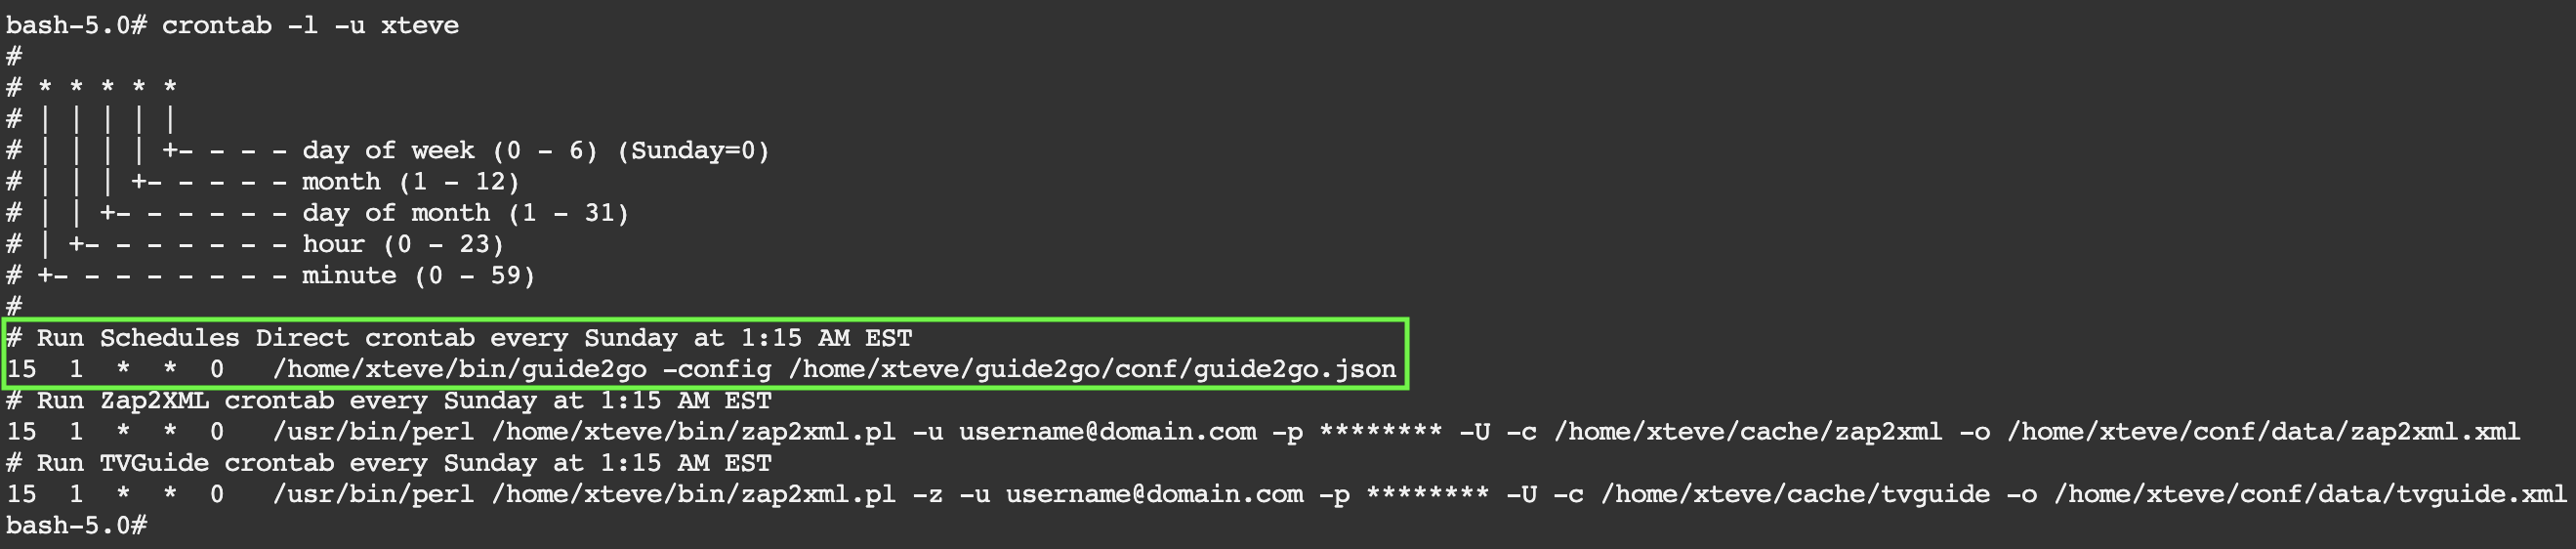 bash-5.0# crontab -l -u xteve
#
# * * * * *
# | | | | |
# | | | | +- - - - day of week (0 - 6) (Sunday=0)
# | | | +- - - - - month (1 - 12)
# | | +- - - - - - day of month (1 - 31)
# | +- - - - - - - hour (0 - 23)
# +- - - - - - - - minute (0 - 59)
#
# Run Schedules Direct crontab every Sunday at 1:15 AM EST
15  1  *  *  0   /home/xteve/bin/guide2go -config /home/xteve/guide2go/conf/guide2go.json
# Run Zap2XML crontab every Sunday at 1:15 AM EST
15  1  *  *  0   /usr/bin/perl /home/xteve/bin/zap2xml.pl -u username@domain.com -p ******** -U -c /home/xteve/cache/zap2xml -o /home/xteve/conf/data/zap2xml.xml
# Run TVGuide crontab every Sunday at 1:15 AM EST
15  1  *  *  0   /usr/bin/perl /home/xteve/bin/zap2xml.pl -z -u username@domain.com -p ******** -U -c /home/xteve/cache/tvguide -o /home/xteve/conf/data/tvguide.xml
bash-5.0#